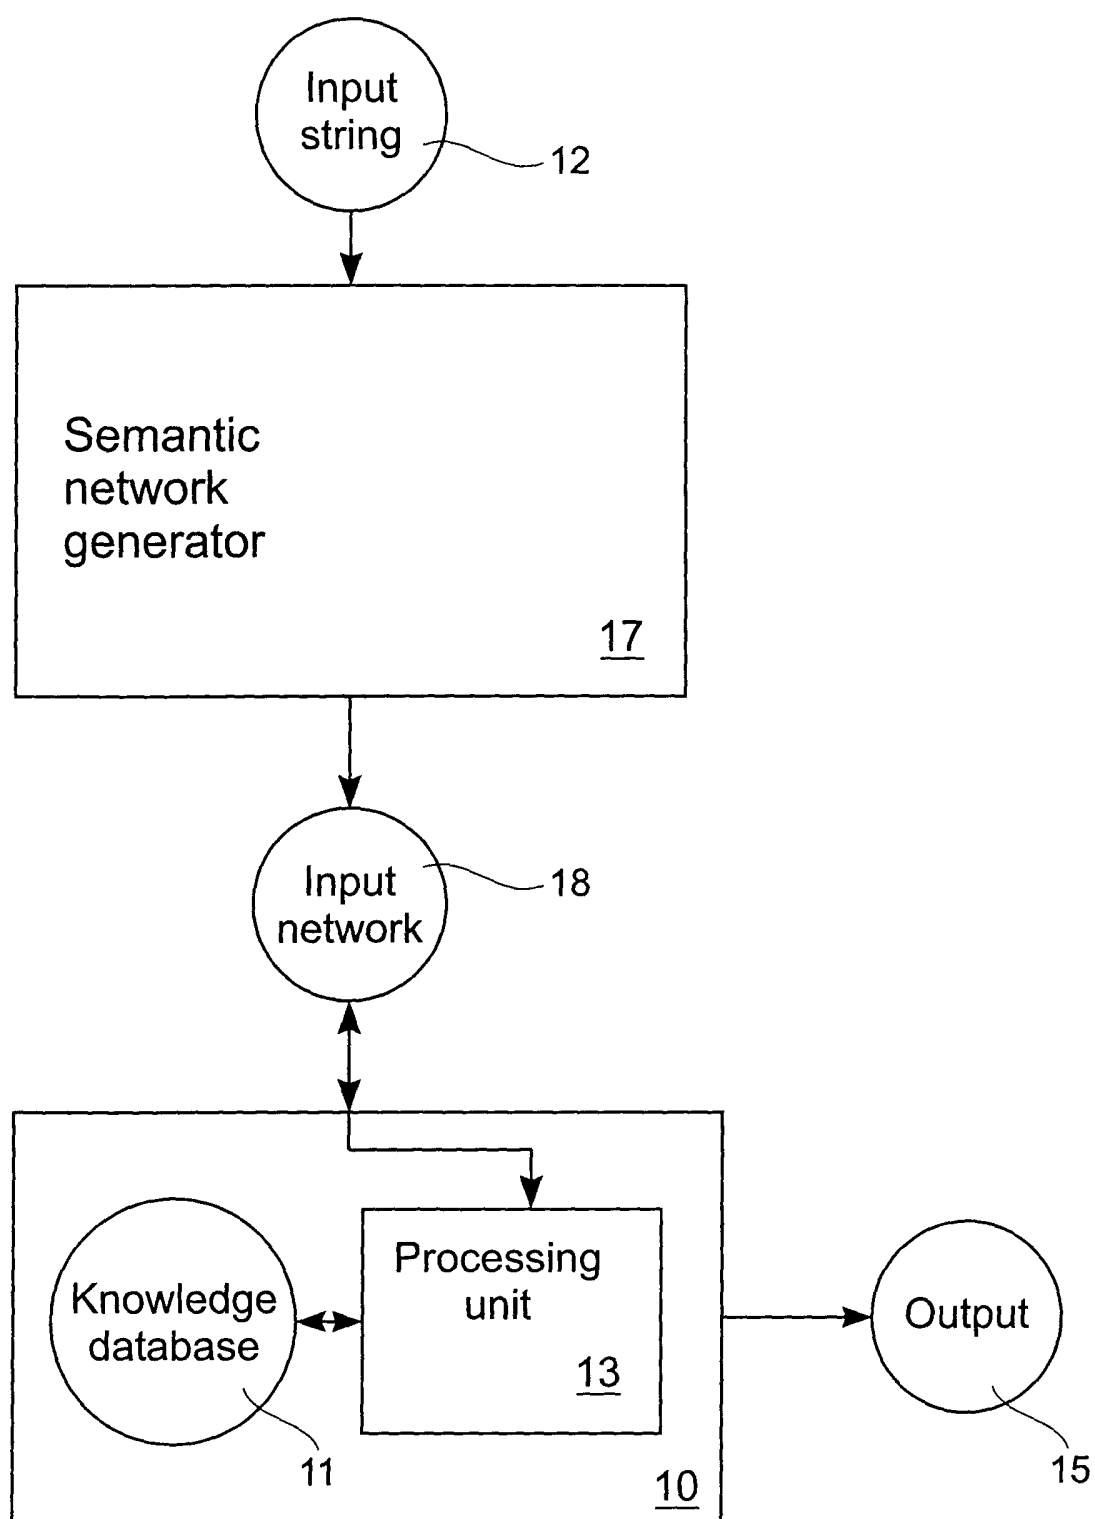 Input
string
12
Semantic
network
generator
17
Input
network
18
Knowledge
database
11
Processing
unit
13
10
Output
15